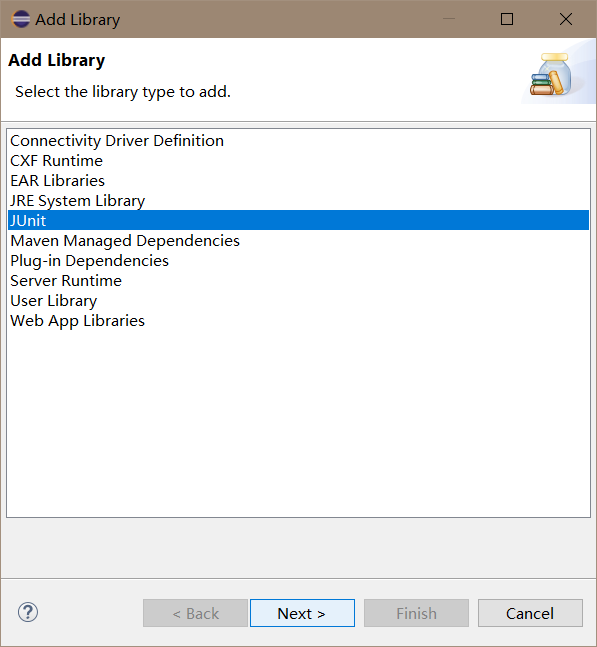 Add Library
Add Library
Select the library type to add.
Connectivity Driver Definition
CXF Runtime
EAR Libraries
JRE System Library
JUnit
Maven Managed Dependencies
Plug-in Dependencies
Server Runtime
User Library
Web App Libraries
? < Back Next > Finish Cancel